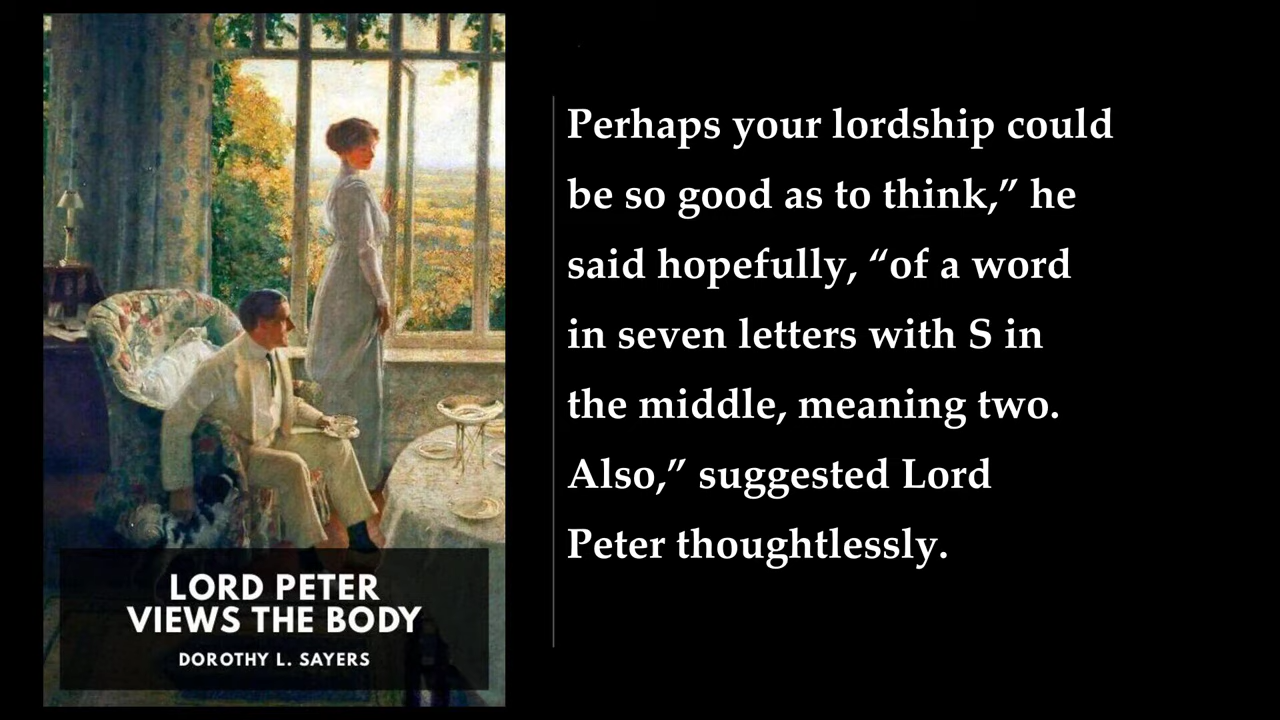 LORD PETER
VIEWS THE BODY
DOROTHY L. SAYERS
Perhaps your lordship could
be so good as to think,” he
said hopefully, “of a word
in seven letters with S in
the middle, meaning two.
Also,” suggested Lord
Peter thoughtlessly.